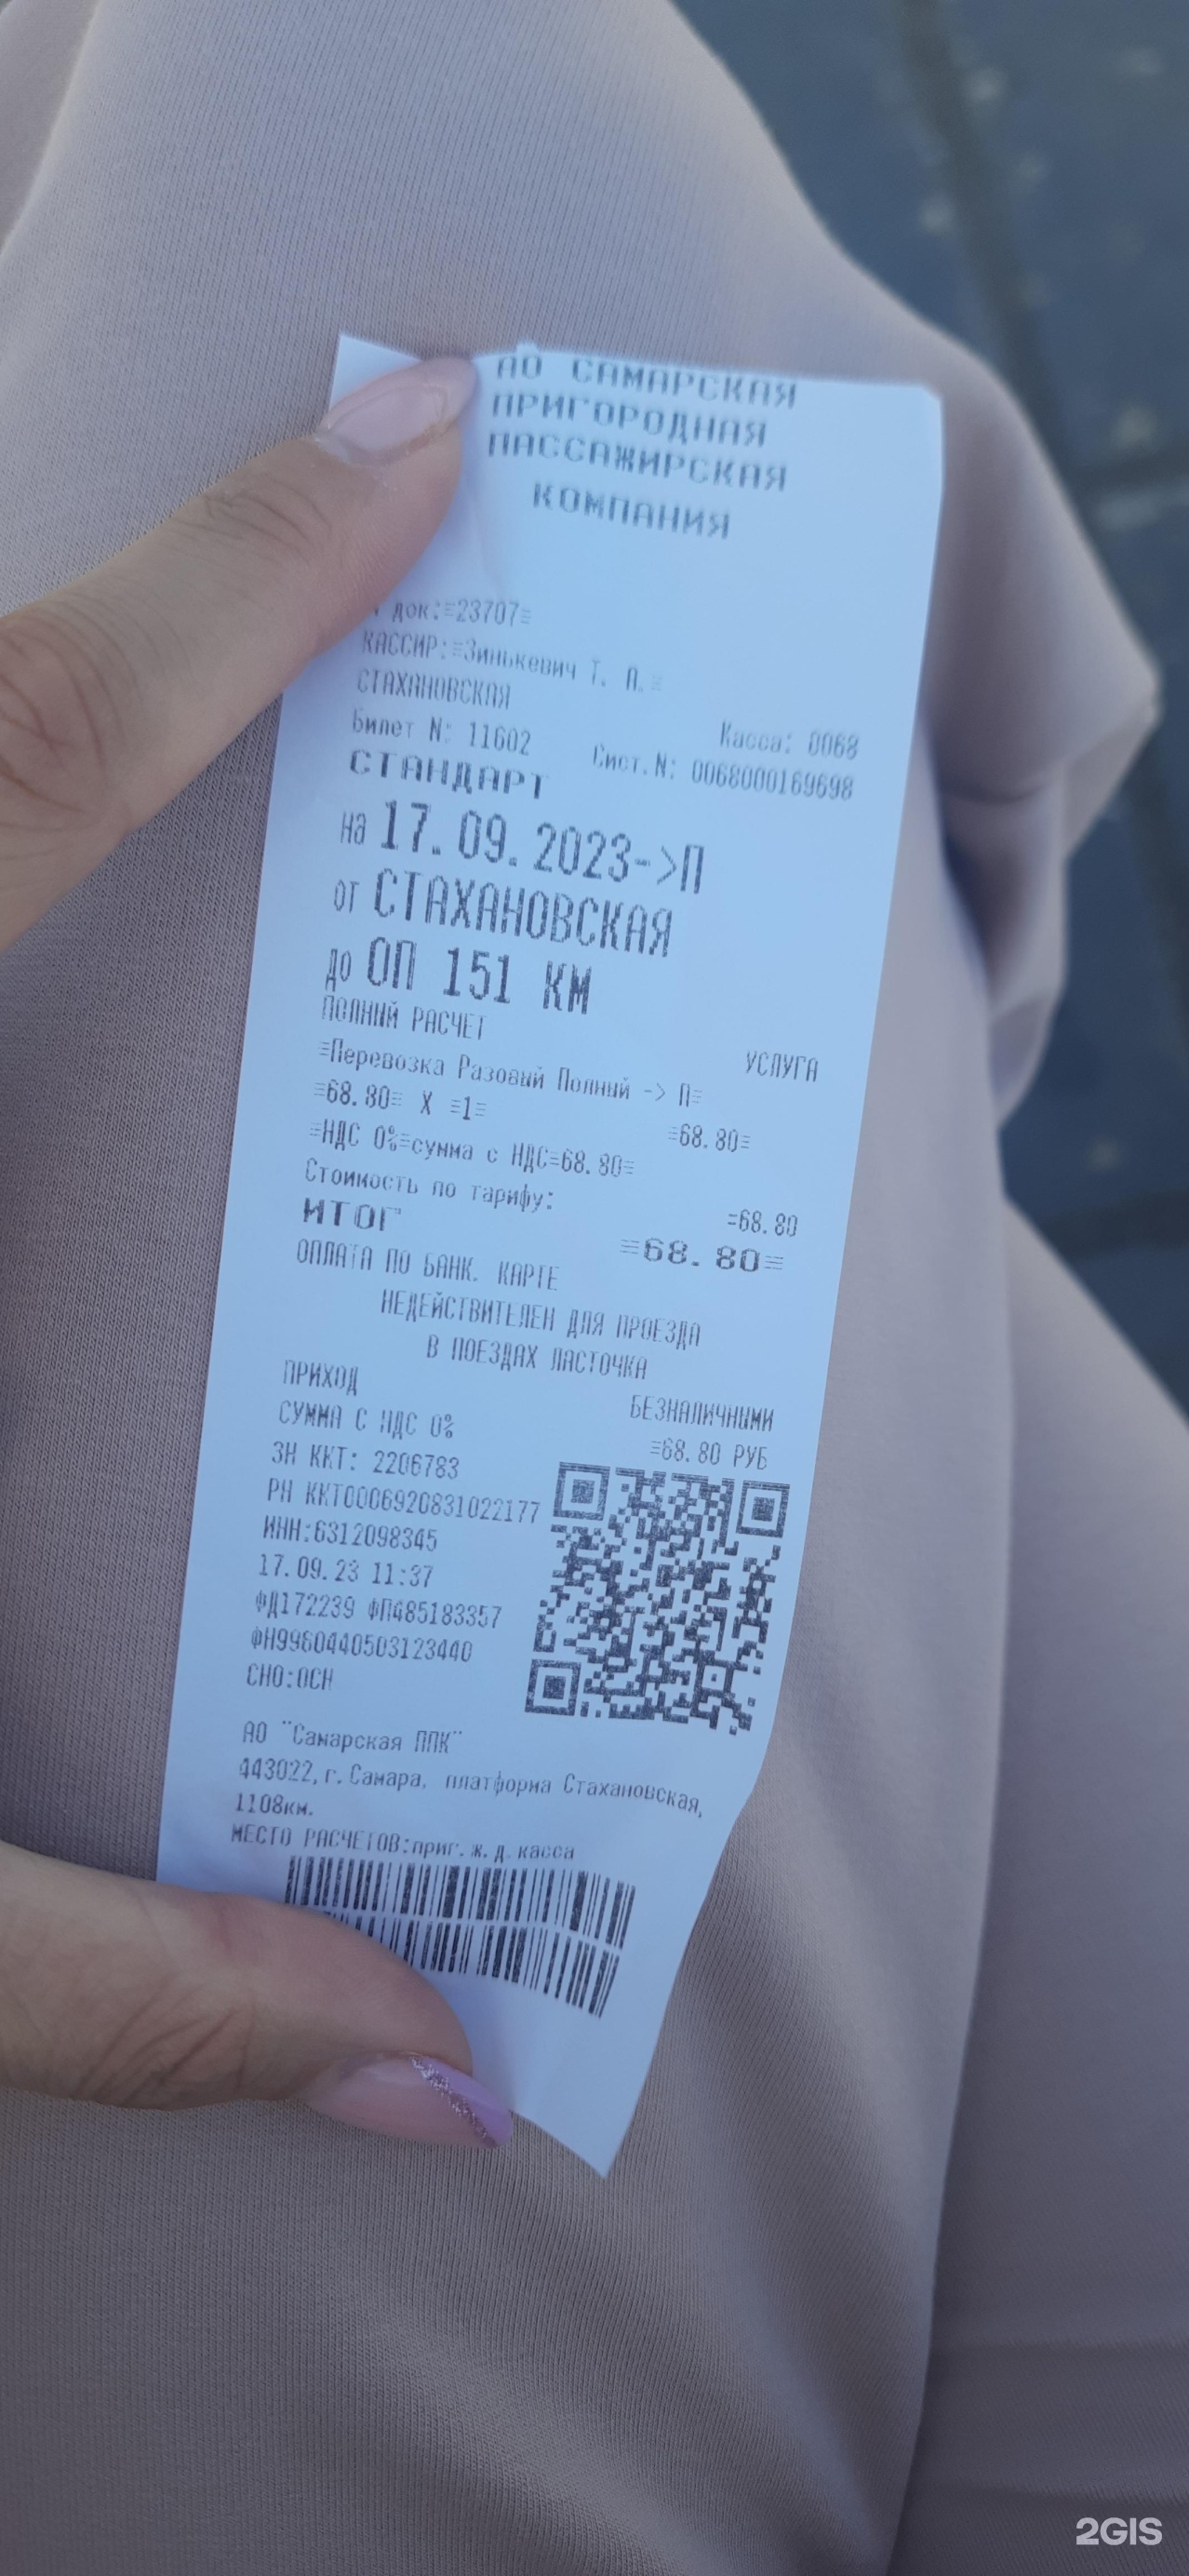 АО САМАРСКАЯ
ПРИГОРОДНАЯ
ПАССАЖИРСКАЯ
КОМПАНИЯ
док:≡23707≡
КАССИР:≡Зинькевич Т. А.≡
СТАХАНОВСКАЯ
Касса: 0068
Билет N: 11602 Сист.N: 0068000169698
СТАНДАРТ
на 17.09.2023->П
от СТАХАНОВСКАЯ
до ОП 151 КМ
ПОЛНЫЙ РАСЧЕТ УСЛУГА
≡Перевозка Разовый Полный -> П≡
≡68.80≡ X ≡1≡ ≡68.80≡
≡НДС 0%≡сумма с НДС=68.80≡
Стоимость по тарифу: =68.80
ИТОГ ≡68.80≡
ОПЛАТА ПО БАНК. КАРТЕ
НЕДЕЙСТВИТЕЛЕН ДЛЯ ПРОЕЗДА
В ПОЕЗДАХ ЛАСТОЧКА
ПРИХОД БЕЗНАЛИЧНЫМИ
СУММА С НДС 0% =68.80 РУБ
ЗН ККТ: 2206783
РН ККТ0006920831022177
ИНН:6312098345
17.09.23 11:37
ФД172239 ФП485183357
ФН9960440503123440
СНО:ОСН
АО "Самарская ППК"
443022,г.Самара, платформа Стахановская,
1108км.
МЕСТО РАСЧЕТОВ:приг.ж.д.касса
2GIS